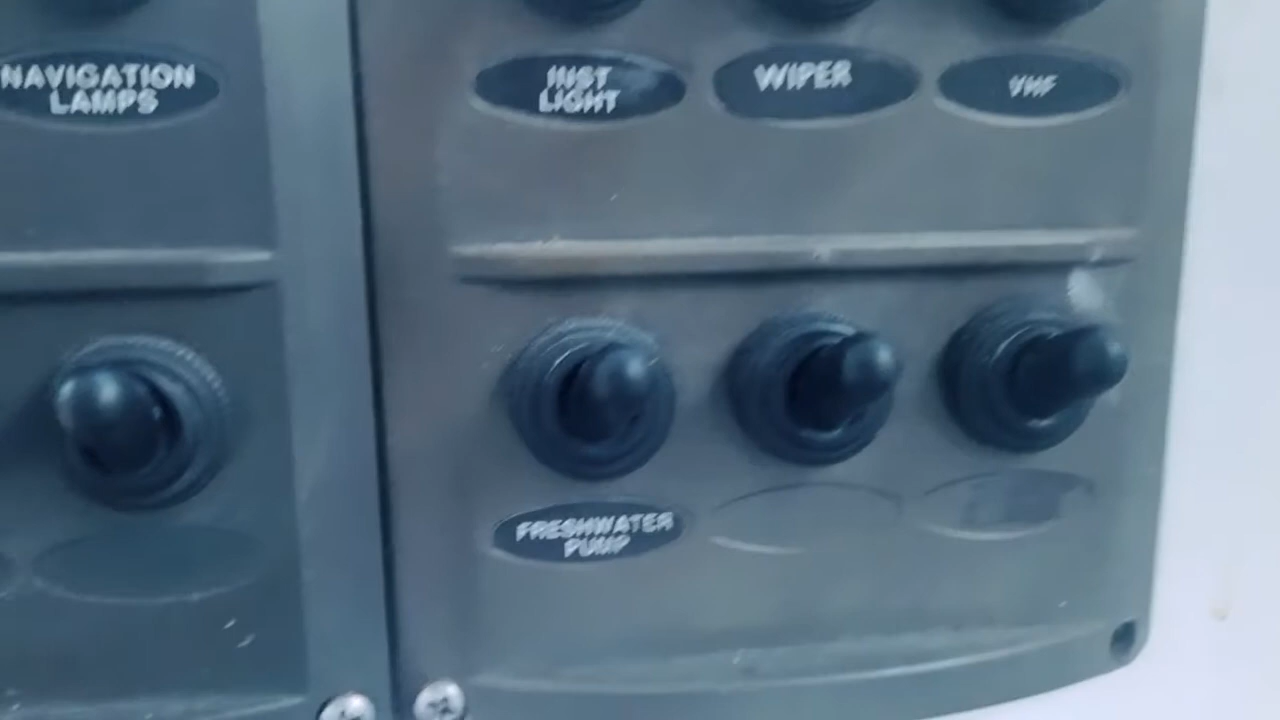 NAVIGATION
LAMPS
INST
LIGHT
WIPER
VHF
FRESHWATER
PUMP